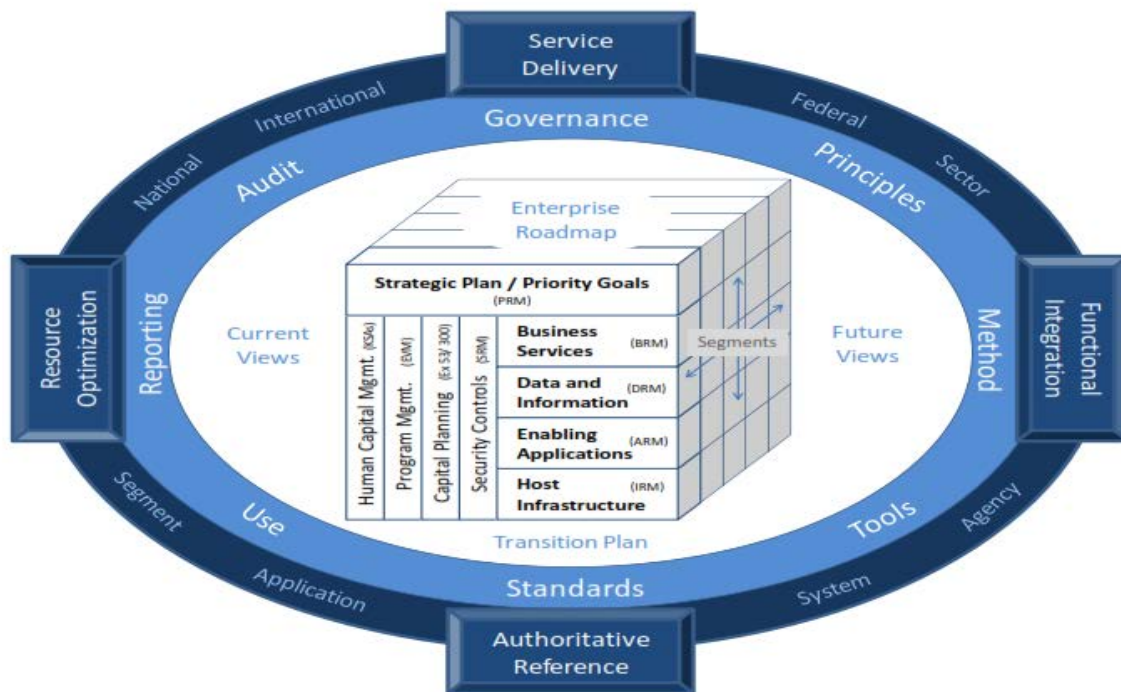 Service
Delivery
International
Federal
Governance
National
Audit
Principles
Sector
Enterprise
Roadmap
Strategic Plan / Priority Goals
(PRM)
Resource
Optimization
Reporting
Current
Views
Human Capital Mgmt. (KSAs)
Program Mgmt. (EVM)
Capital Planning (Ex 53/ 300)
Security Controls (SRM)
Business
Services (BRM)
Data and
Information (DRM)
Enabling
Applications (ARM)
Host
Infrastructure (IRM)
Segments
Future
Views
Method
Functional
Integration
Segment
Use
Transition Plan
Tools
Agency
Application
Standards
System
Authoritative
Reference